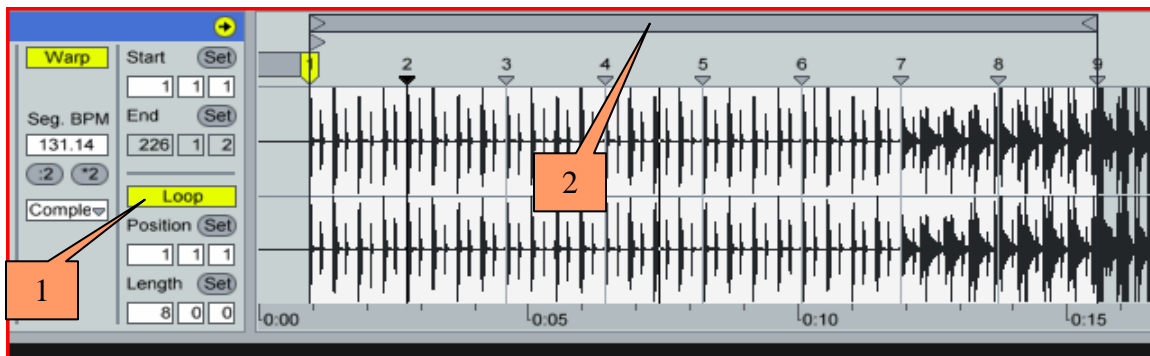 Warp
Start Set
1 1 1
Seg. BPM
131.14
:2 *2
Comple
End Set
226 1 2
Loop
Position Set
1 1 1
Length Set
8 0 0
1 2 3 4 5 6 7 8 9
0:00 0:05 0:10 0:15
1
2